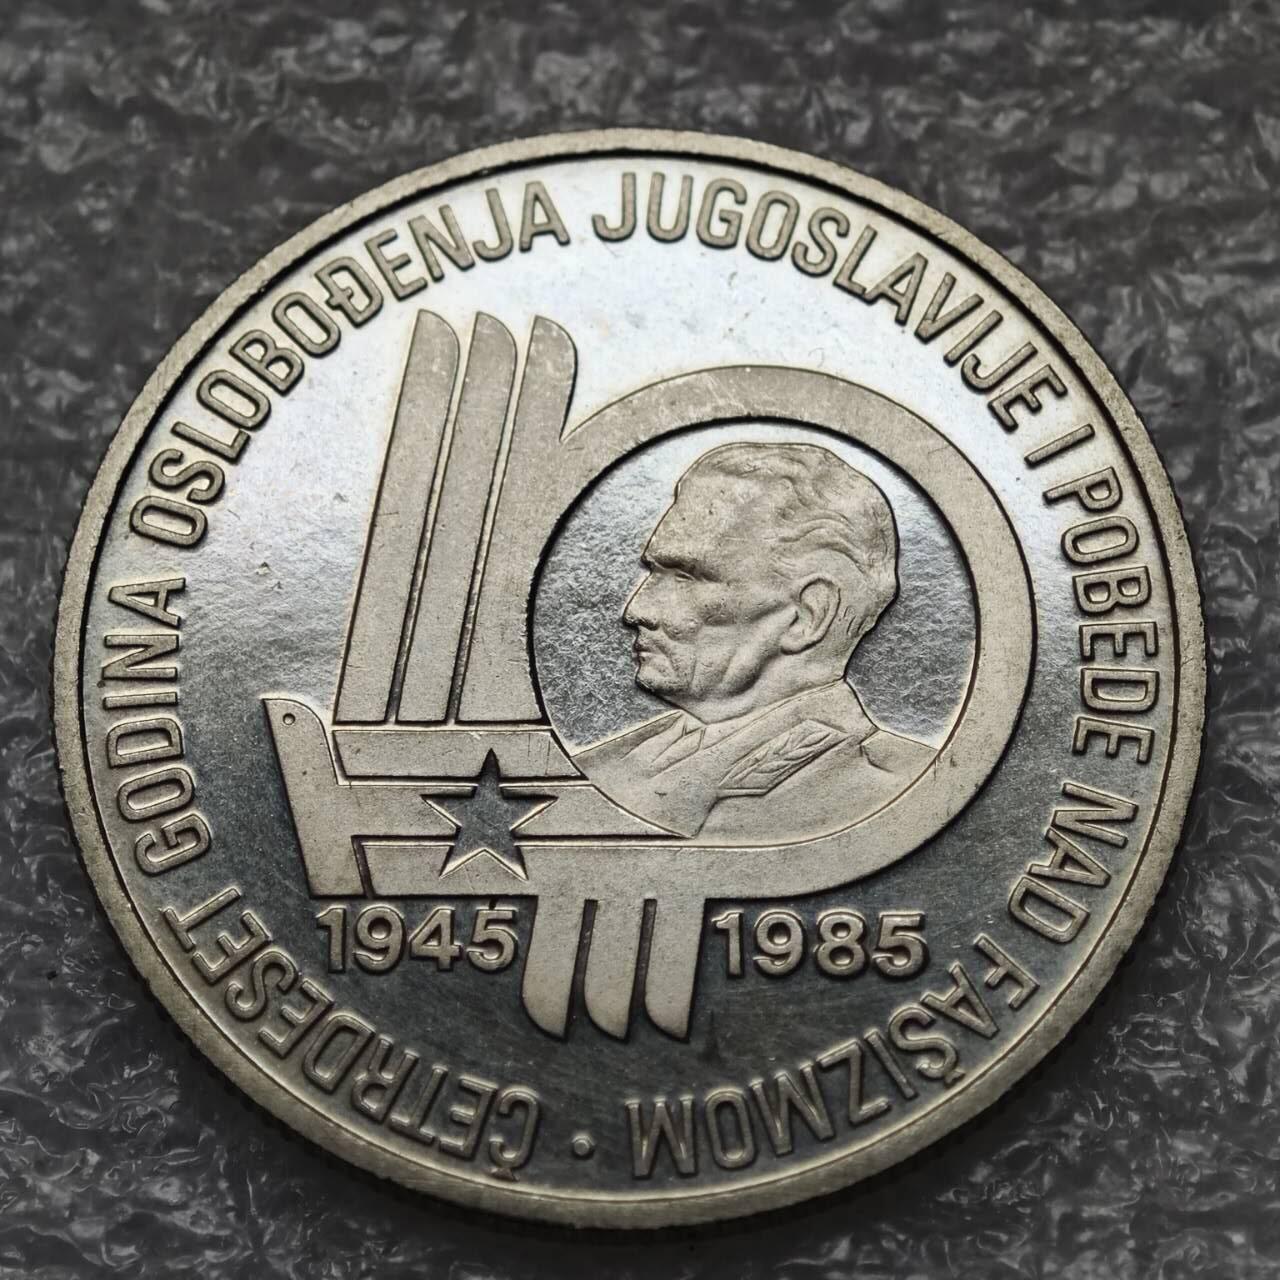 ČETRDESET GODINA OSLOBOĐENJA JUGOSLAVIJE I POBEDE NAD FAŠIZMOM ·
1945 1985